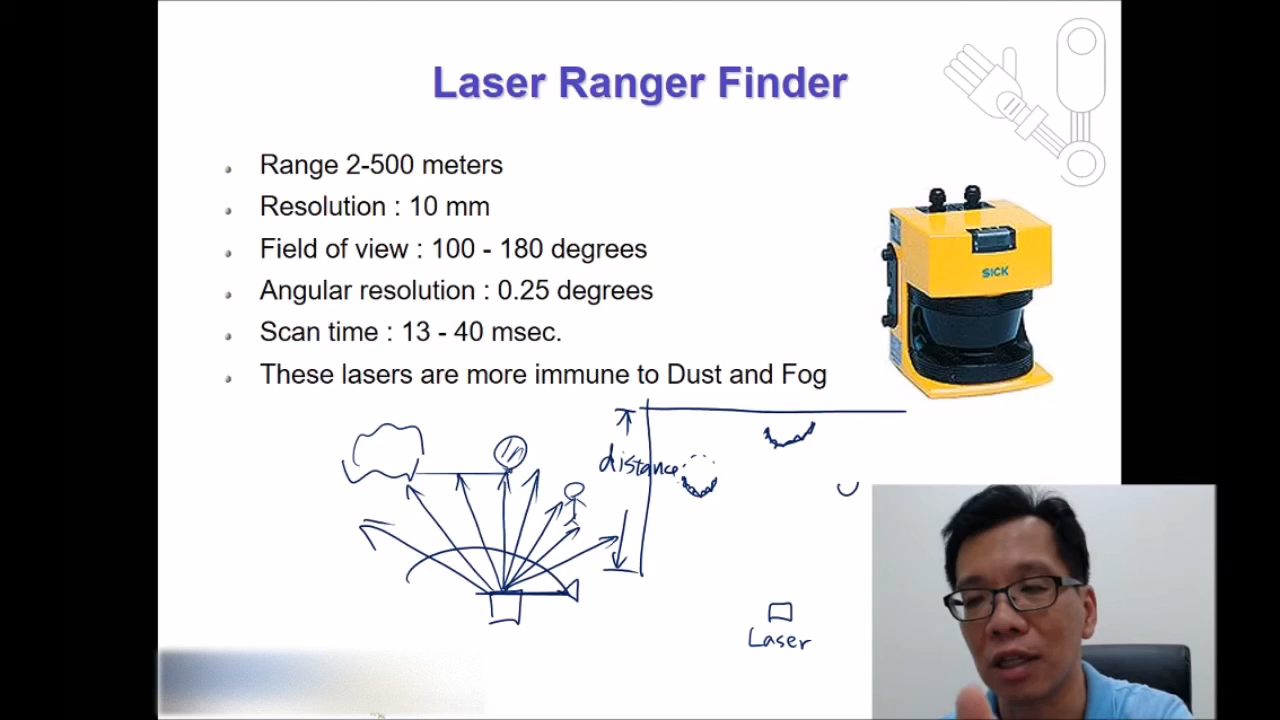 Laser Ranger Finder
Range 2-500 meters
Resolution : 10 mm
Field of view : 100 - 180 degrees
Angular resolution : 0.25 degrees
Scan time : 13 - 40 msec.
These lasers are more immune to Dust and Fog
SICK
distance
Laser